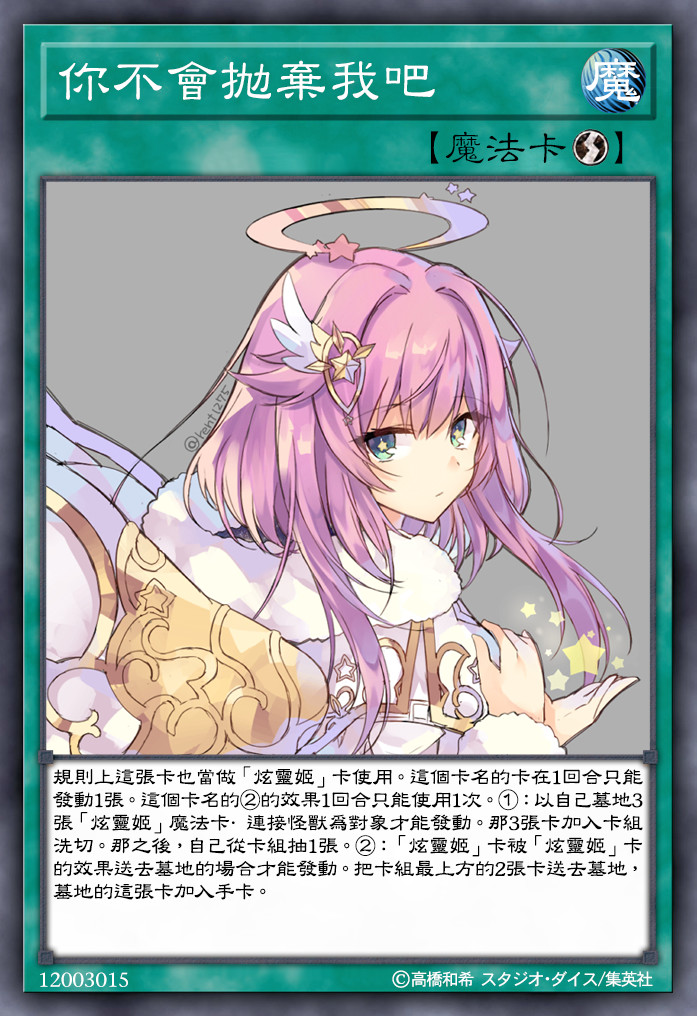 你不會拋棄我吧
魔
【魔法卡】
@rent1275
規則上這張卡也當做「炫靈姬」卡使用。這個卡名的卡在1回合只能
發動1張。這個卡名的②的效果1回合只能使用1次。①：以自己墓地3
張「炫靈姬」魔法卡· 連接怪獸爲對象才能發動。那3張卡加入卡組
洗切。那之後，自己從卡組抽1張。②：「炫靈姬」卡被「炫靈姬」卡
的效果送去墓地的場合才能發動。把卡組最上方的2張卡送去墓地，
墓地的這張卡加入手卡。
12003015
©高橋和希 スタジオ・ダイス/集英社